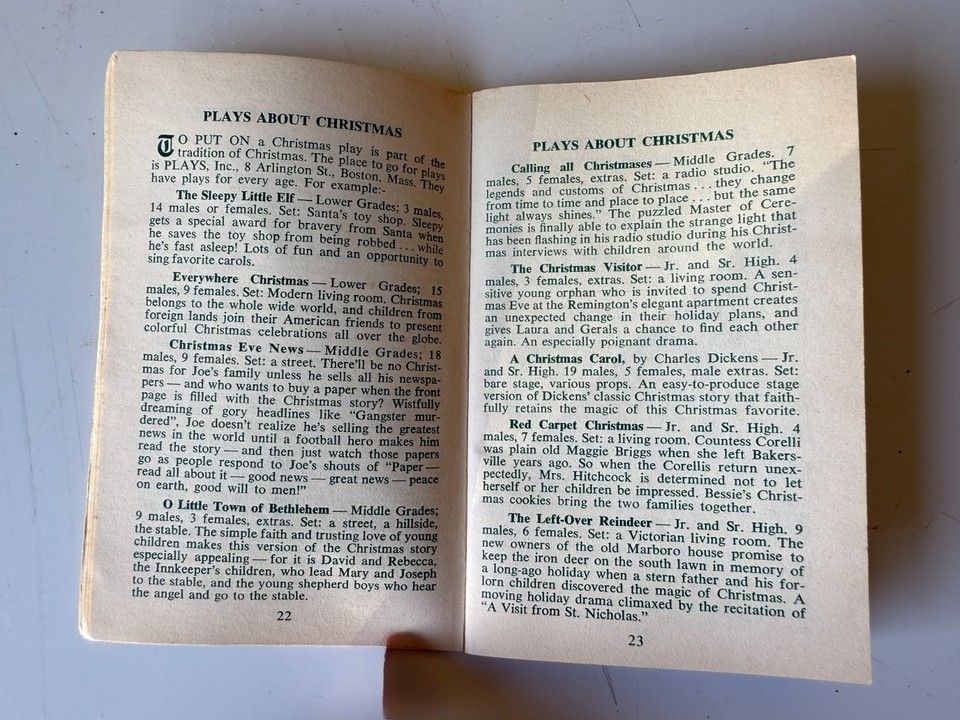 PLAYS ABOUT CHRISTMAS
TO PUT ON a Christmas play is part of the
tradition of Christmas. The place to go for plays
is PLAYS, Inc., 8 Arlington St., Boston, Mass. They
have plays for every age. For example:-
The Sleepy Little Elf — Lower Grades; 3 males,
14 males or females. Set: Santa's toy shop. Sleepy
gets a special award for bravery from Santa when
he saves the toy shop from being robbed . . . while
he's fast asleep! Lots of fun and an opportunity to
sing favorite carols.
Everywhere Christmas — Lower Grades; 15
males, 9 females. Set: Modern living room. Christmas
belongs to the whole wide world, and children from
foreign lands join their American friends to present
colorful Christmas celebrations all over the globe.
Christmas Eve News — Middle Grades; 18
males, 9 females. Set: a street. There'll be no Christ-
mas for Joe's family unless he sells all his newspa-
pers — and who wants to buy a paper when the front
page is filled with the Christmas story? Wistfully
dreaming of gory headlines like "Gangster mur-
dered", Joe doesn't realize he's selling the greatest
news in the world until a football hero makes him
read the story — and then just watch those papers
go as people respond to Joe's shouts of "Paper —
read all about it — good news — great news — peace
on earth, good will to men!"
O Little Town of Bethlehem — Middle Grades;
9 males, 3 females, extras. Set: a street, a hillside,
the stable. The simple faith and trusting love of young
children makes this version of the Christmas story
especially appealing — for it is David and Rebecca,
the Innkeeper's children, who lead Mary and Joseph
to the stable, and the young shepherd boys who hear
the angel and go to the stable.
22
PLAYS ABOUT CHRISTMAS
Calling all Christmases — Middle Grades. 7
males, 5 females, extras. Set: a radio studio. "The
legends and customs of Christmas . . . they change
from time to time and place to place . . . but the same
light always shines." The puzzled Master of Cere-
monies is finally able to explain the strange light that
has been flashing in his radio studio during his Christ-
mas interviews with children around the world.
The Christmas Visitor — Jr. and Sr. High. 4
males, 3 females, extras. Set: a living room. A sen-
sitive young orphan who is invited to spend Christ-
mas Eve at the Remington's elegant apartment creates
an unexpected change in their holiday plans, and
gives Laura and Gerals a chance to find each other
again. An especially poignant drama.
A Christmas Carol, by Charles Dickens — Jr.
and Sr. High. 19 males, 5 females, male extras. Set:
bare stage, various props. An easy-to-produce stage
version of Dickens' classic Christmas story that faith-
fully retains the magic of this Christmas favorite.
Red Carpet Christmas — Jr. and Sr. High. 4
males, 7 females. Set: a living room. Countess Corelli
was plain old Maggie Briggs when she left Bakers-
ville years ago. So when the Corellis return unex-
pectedly, Mrs. Hitchcock is determined not to let
herself or her children be impressed. Bessie's Christ-
mas cookies bring the two families together.
The Left-Over Reindeer — Jr. and Sr. High. 9
males, 6 females. Set: a Victorian living room. The
new owners of the old Marboro house promise to
keep the iron deer on the south lawn in memory of
a long-ago holiday when a stern father and his for-
lorn children discovered the magic of Christmas. A
moving holiday drama climaxed by the recitation of
"A Visit from St. Nicholas."
23